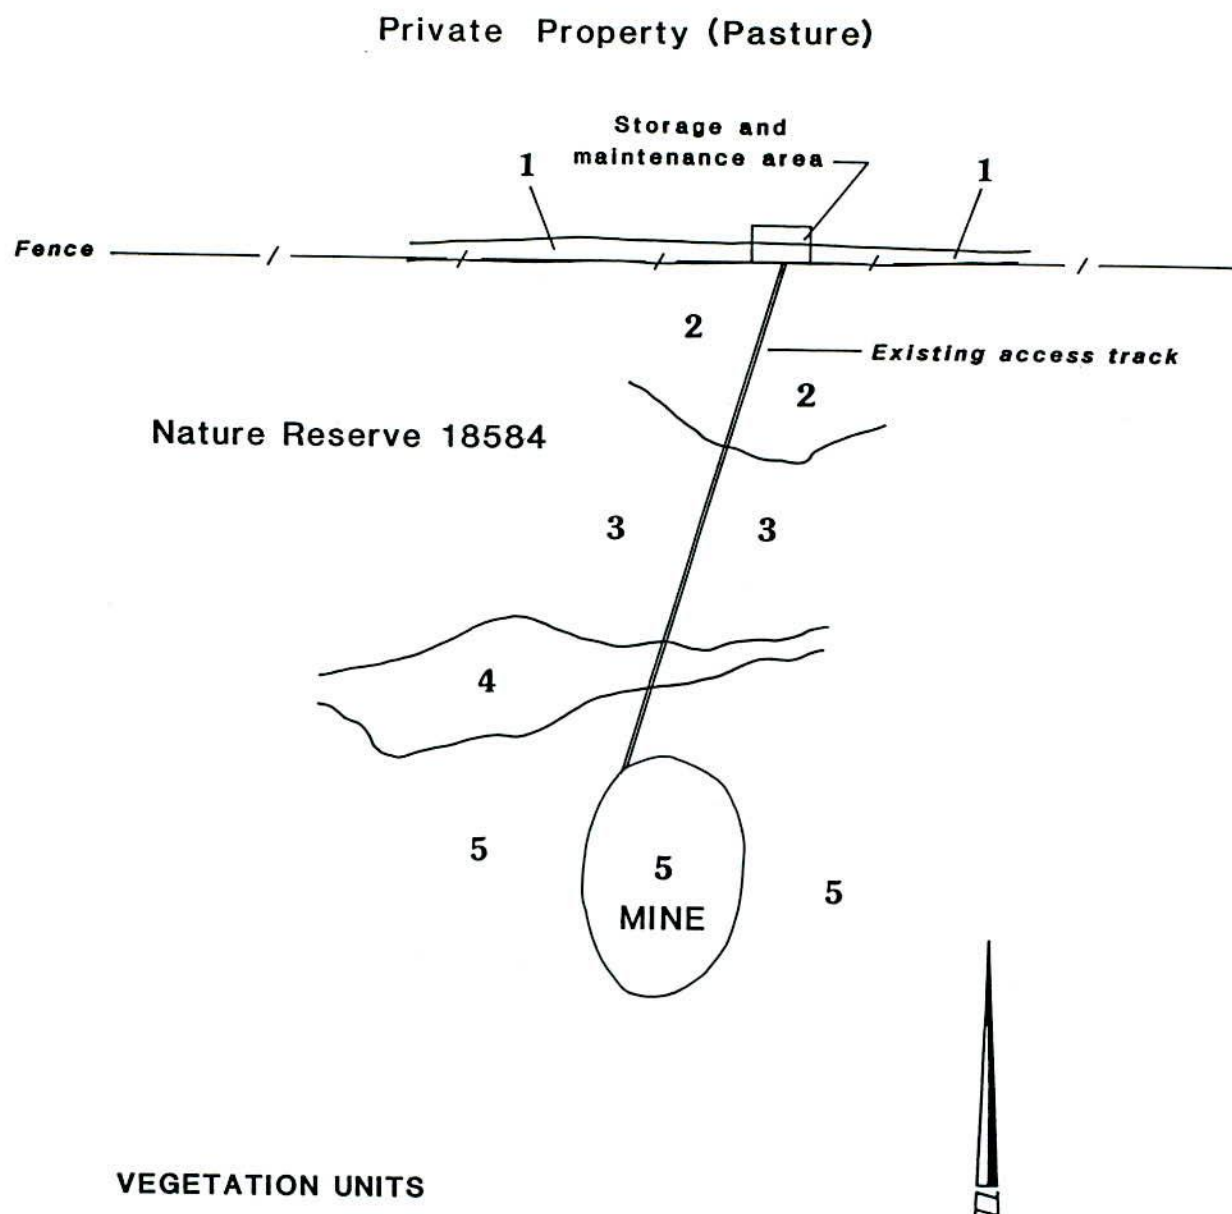 Private Property (Pasture)
Storage and
maintenance area
1
1
Fence
2
Existing access track
2
Nature Reserve 18584
3
3
4
5
5
MINE
5
VEGETATION UNITS